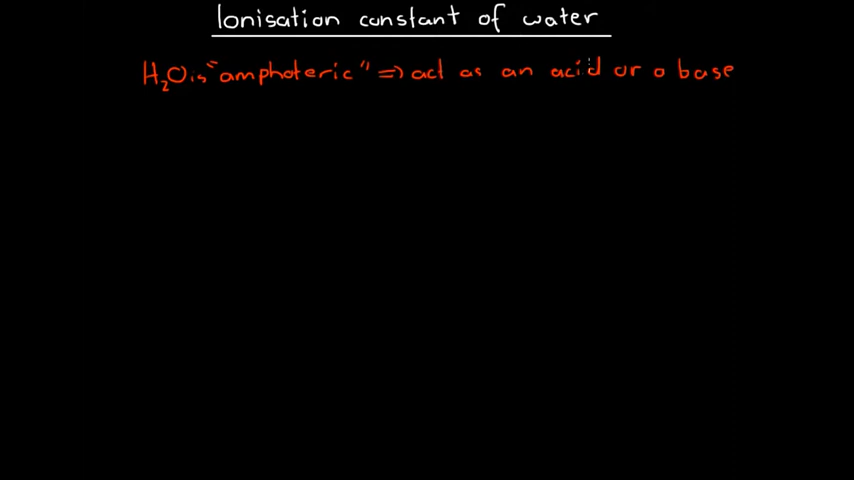 Ionisation constant of water
H₂O is "amphoteric" => act as an acid or a base